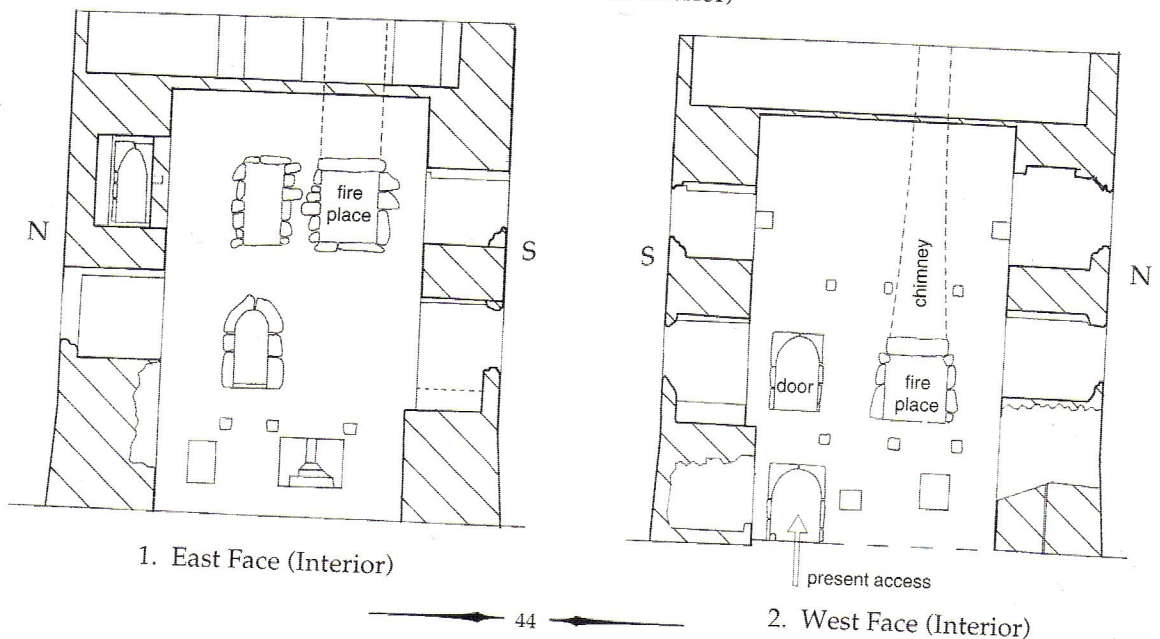 N
fire
place
S
1. East Face (Interior)
S
chimney
N
door
fire
place
present access
2. West Face (Interior)
44